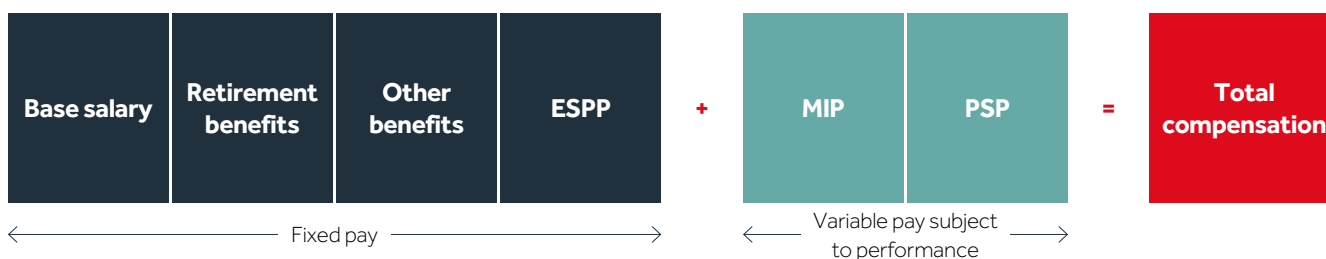 Base salary
Retirement
benefits
Other
benefits
ESPP
+
MIP
PSP
=
Total
compensation
Fixed pay
Variable pay subject
to performance